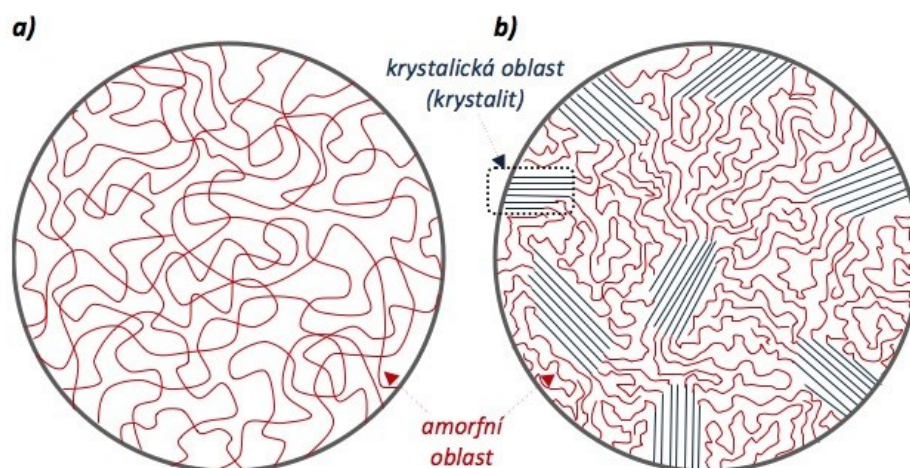 a)
b)
krystalická oblast
(krystalit)
amorfní
oblast